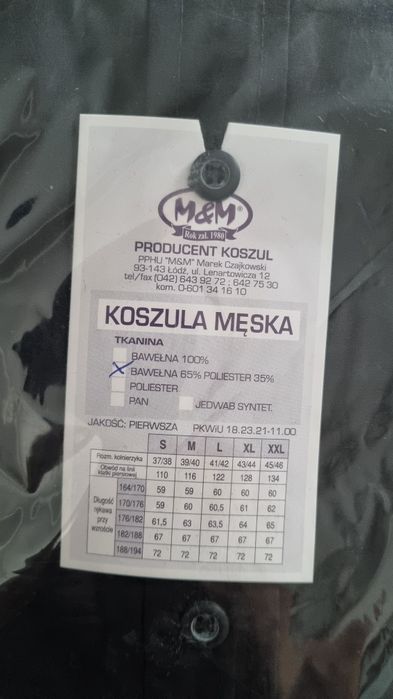 M&M
Rok zał. 1980
PRODUCENT KOSZUL
PPHU "M&M" Marek Czajkowski
93-143 Łódź, ul. Lenartowicza 12
tel/fax (042) 643 92 72 ; 642 75 30
kom. 0-601 34 16 10
KOSZULA MĘSKA
TKANINA
BAWEŁNA 100%
BAWEŁNA 65% POLIESTER 35%
POLIESTER
PAN JEDWAB SYNTET.
JAKOŚĆ: PIERWSZA PKWiU 18.23.21-11.00
S M L XL XXL
Rozm. kołnierzyka 37/38 39/40 41/42 43/44 45/46
Obwód na linii klatki piersiowej 110 116 122 128 134
Długość rękawa przy wzroście
164/170 59 59 60 60 60
170/176 59 60 60,5 61 62
176/182 61,5 63 63,5 64 65
182/188 67 67 67 67 67
188/194 72 72 72 72 72